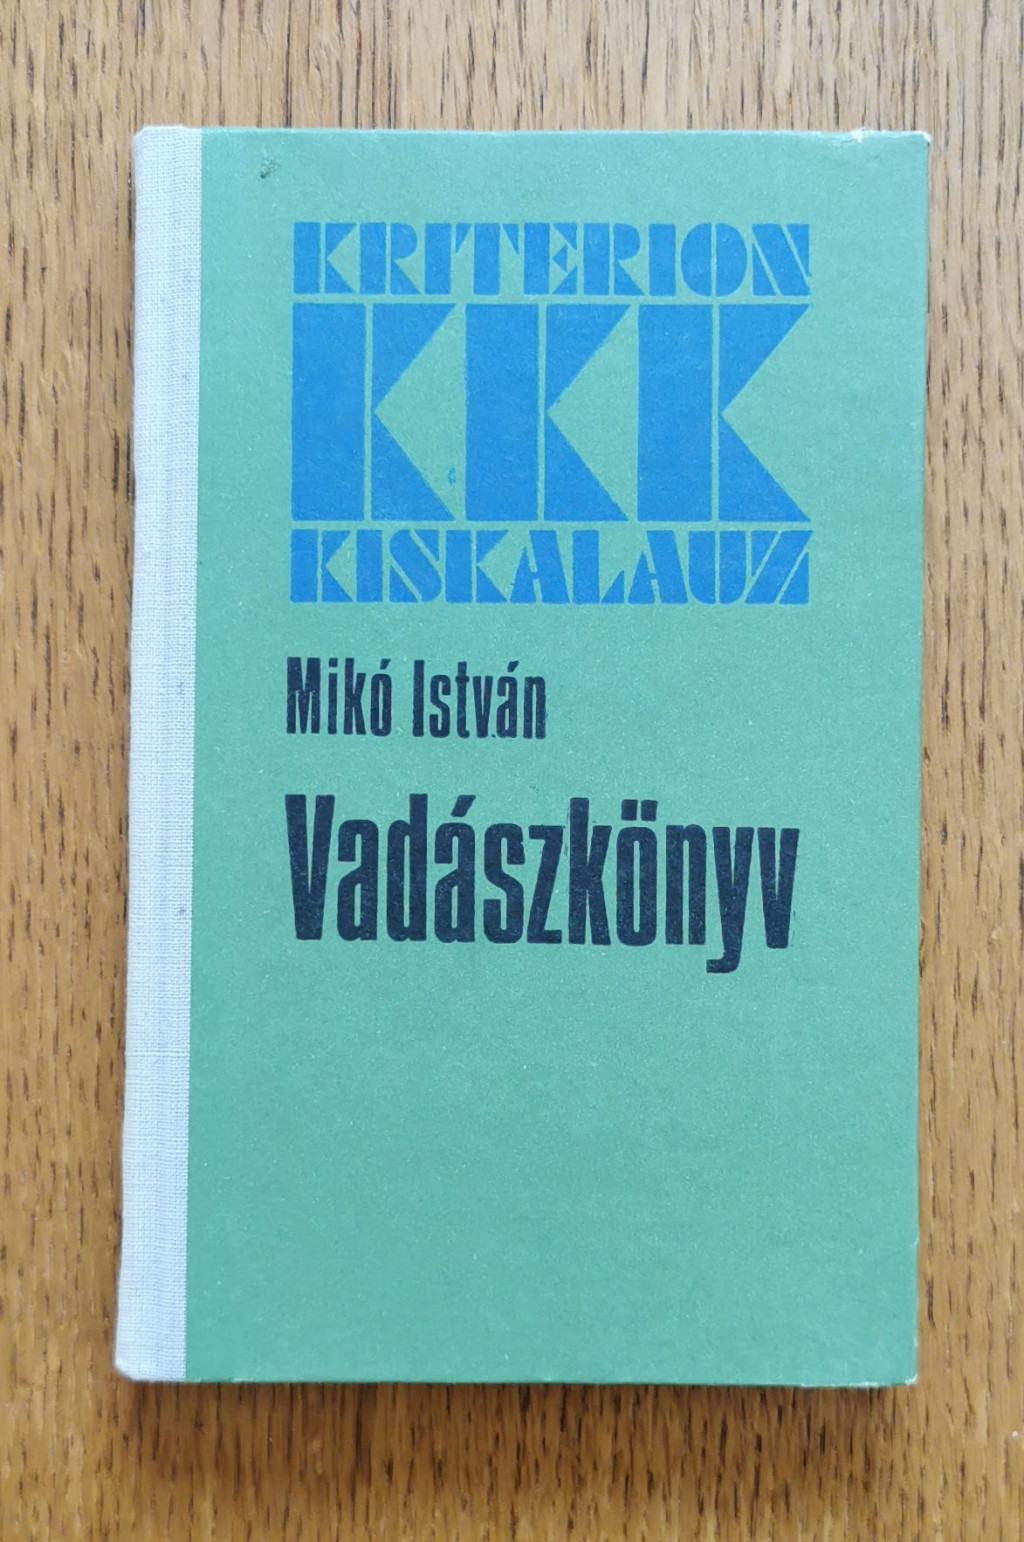 KRITERION
KKK
KISKALAUZ
Mikó István
Vadászkönyv